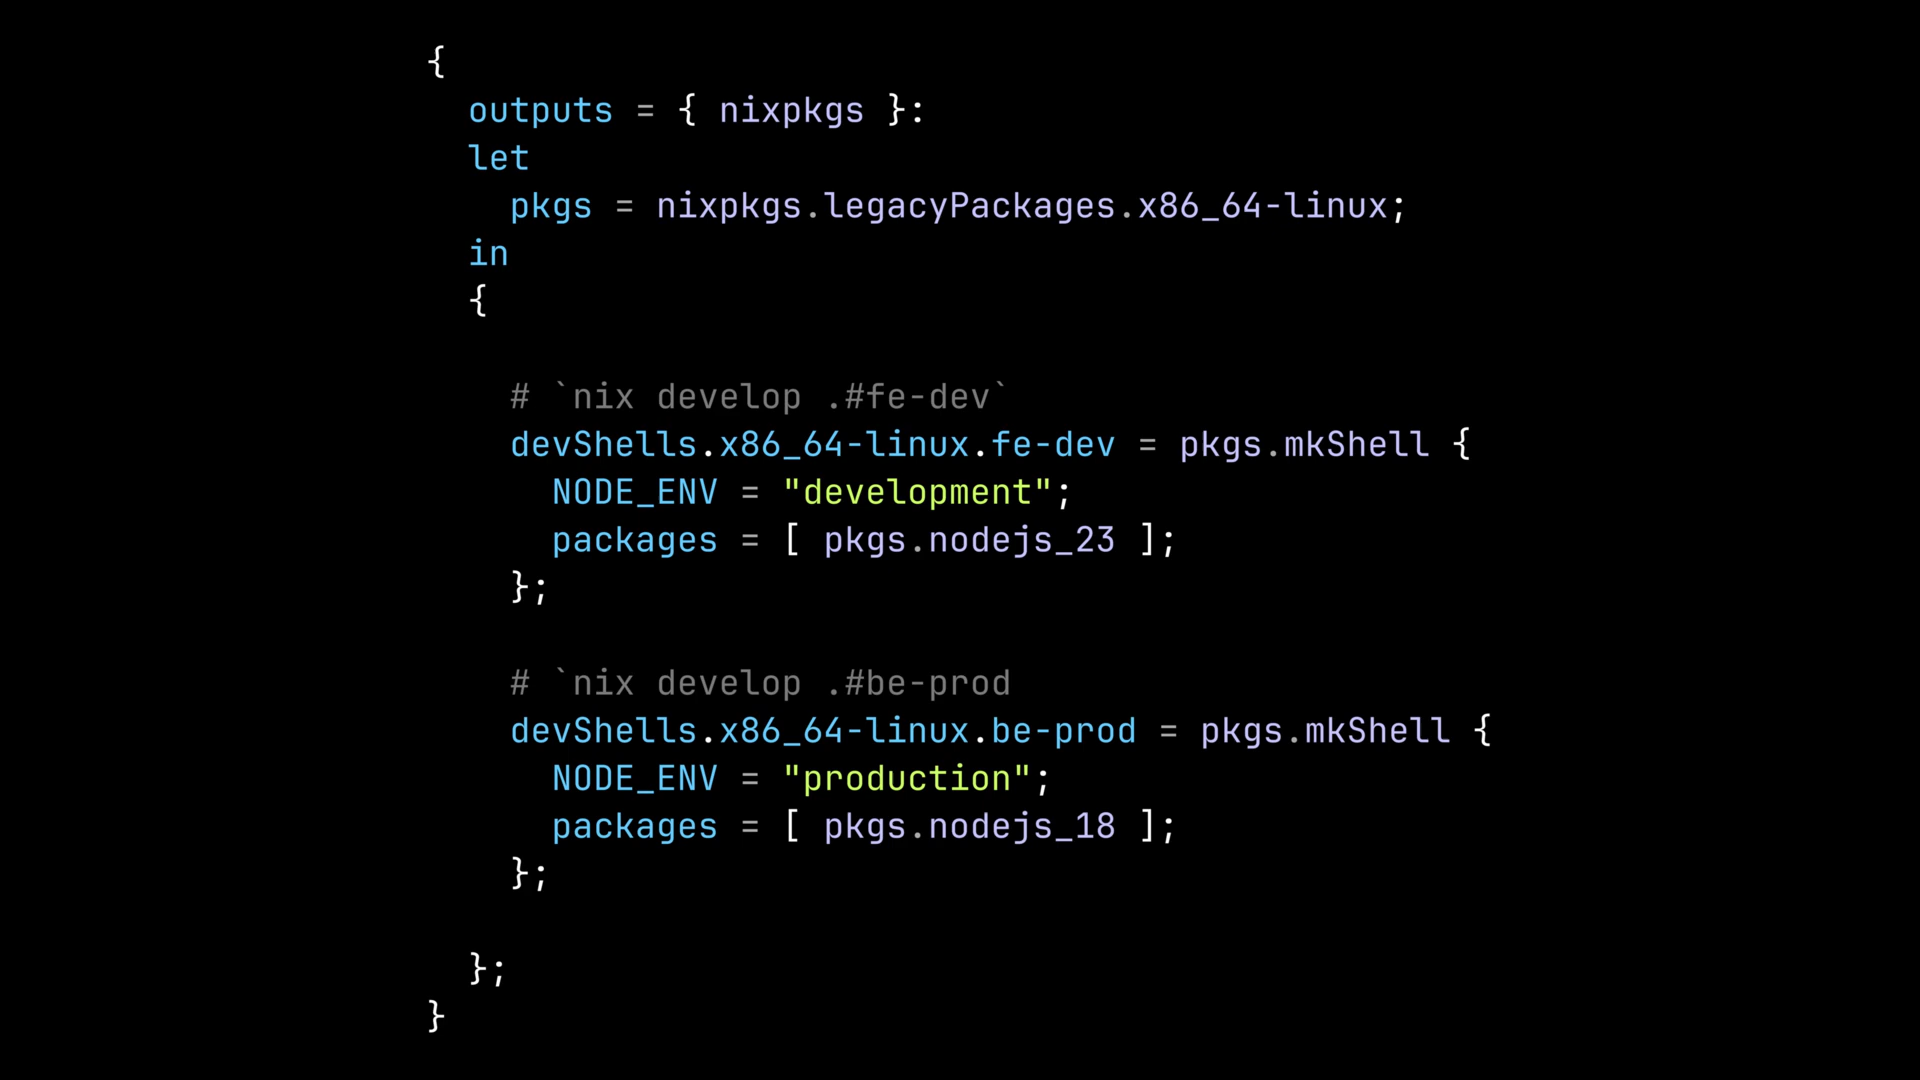 {
  outputs = { nixpkgs }:
  let
    pkgs = nixpkgs.legacyPackages.x86_64-linux;
  in
  {

    # `nix develop .#fe-dev`
    devShells.x86_64-linux.fe-dev = pkgs.mkShell {
      NODE_ENV = "development";
      packages = [ pkgs.nodejs_23 ];
    };

    # `nix develop .#be-prod
    devShells.x86_64-linux.be-prod = pkgs.mkShell {
      NODE_ENV = "production";
      packages = [ pkgs.nodejs_18 ];
    };

  };
}